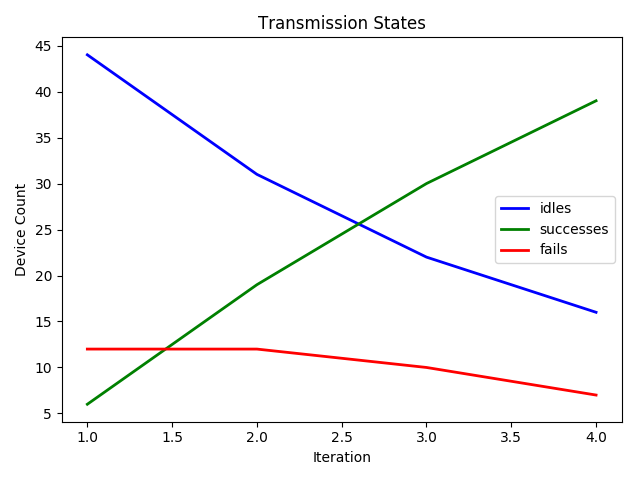 Transmission States
45
40
35
30
25
20
15
10
5
Device Count
idles
successes
fails
1.0 1.5 2.0 2.5 3.0 3.5 4.0
Iteration